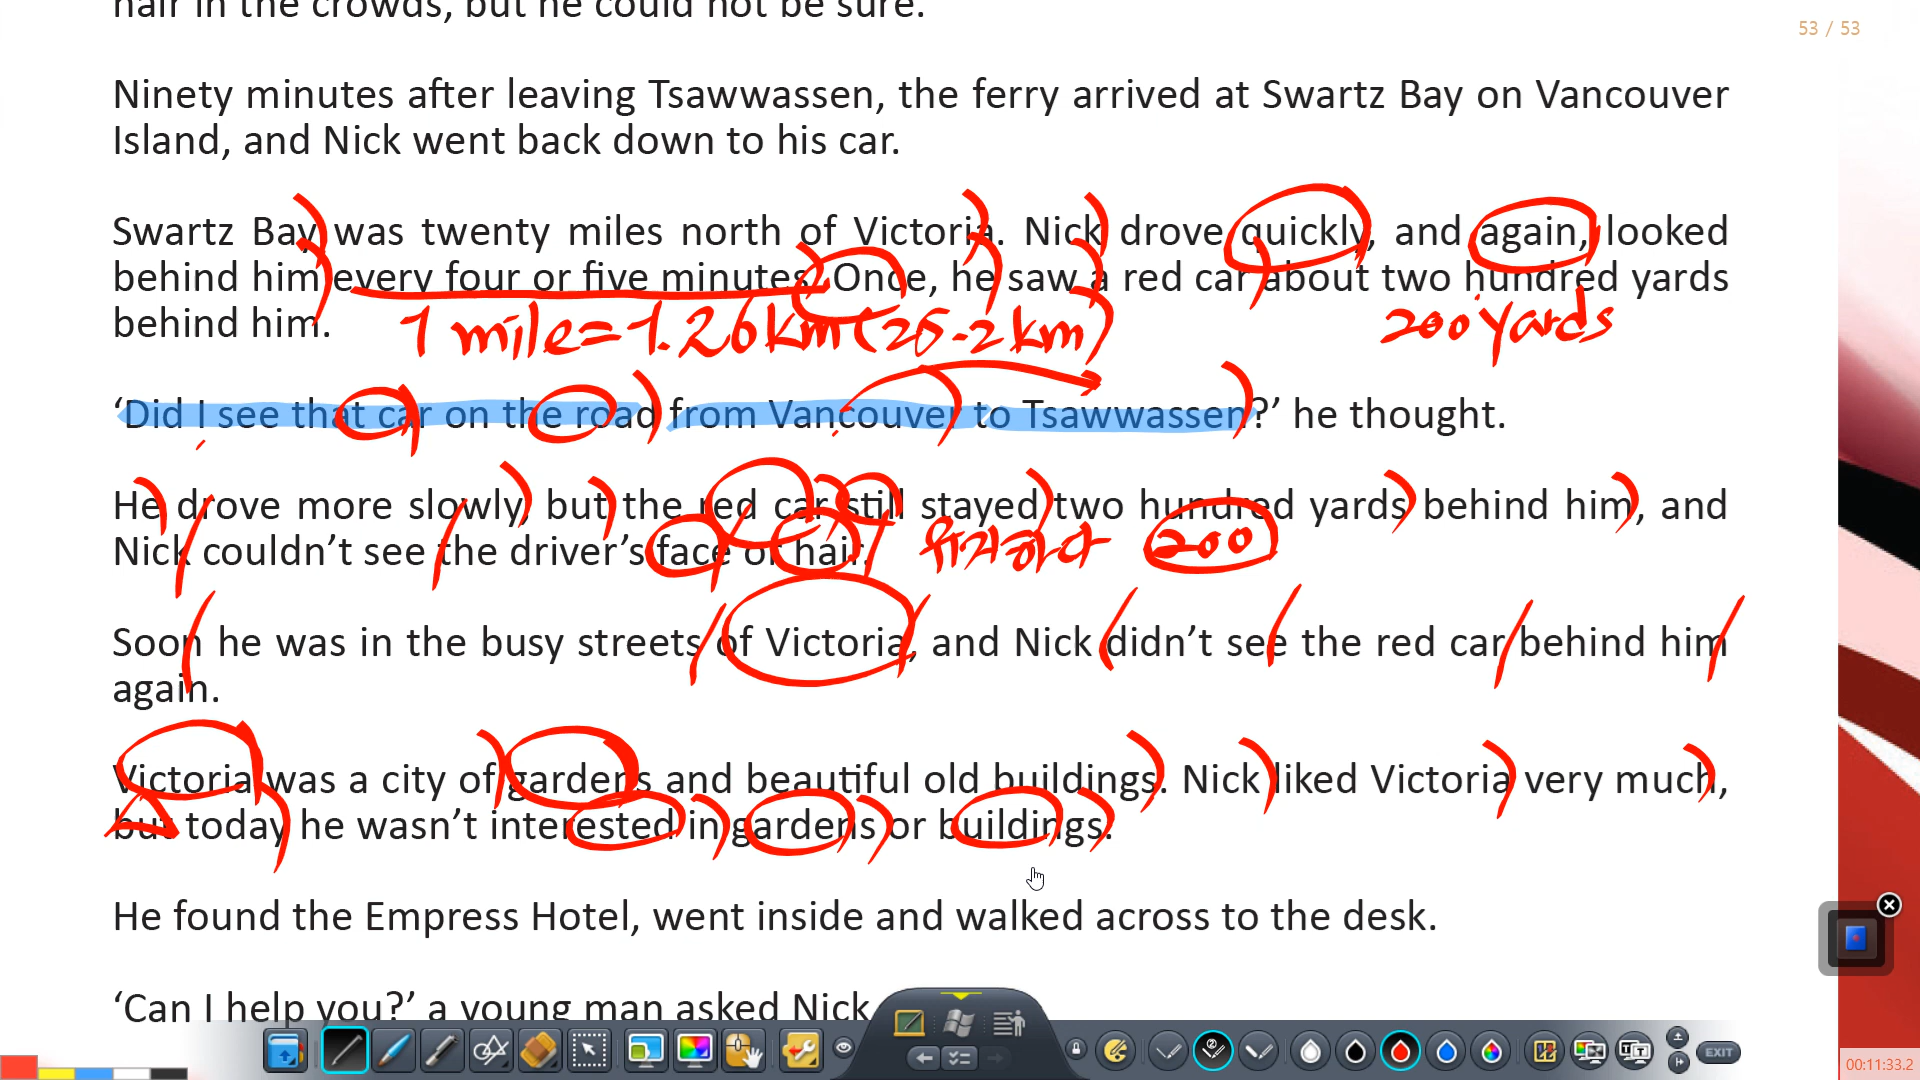 hair in the crowds, but he could not be sure.
53 / 53
Ninety minutes after leaving Tsawwassen, the ferry arrived at Swartz Bay on Vancouver
Island, and Nick went back down to his car.
Swartz Bay was twenty miles north of Victoria. Nick drove quickly, and again, looked
behind him every four or five minutes. Once, he saw a red car about two hundred yards
behind him.
1 mile = 1.26 km (25-2 km)
200 yards
‘Did I see that car on the road from Vancouver to Tsawwassen?’ he thought.
He drove more slowly, but the red car still stayed two hundred yards behind him, and
Nick couldn’t see the driver’s face or hair.
200
Soon he was in the busy streets of Victoria, and Nick didn’t see the red car behind him
again.
Victoria was a city of gardens and beautiful old buildings. Nick liked Victoria very much,
but today he wasn’t interested in gardens or buildings.
He found the Empress Hotel, went inside and walked across to the desk.
‘Can I help you?’ a young man asked Nick
EXIT
00:11:33.2